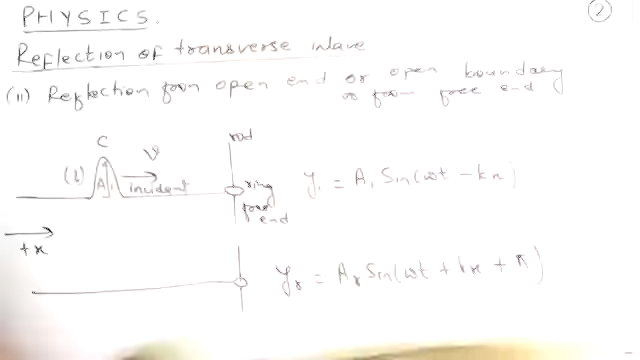 PHYSICS.
②
Reflection of transverse wave
(ii) Reflection from open end or open boundary
or from free end
rod
C
v
(i)
A₁
incident
ring
free
end
y₁ = A₁ Sin(ωt - kx)
+x
yᵣ = Aᵣ Sin(ωt + kx + π)